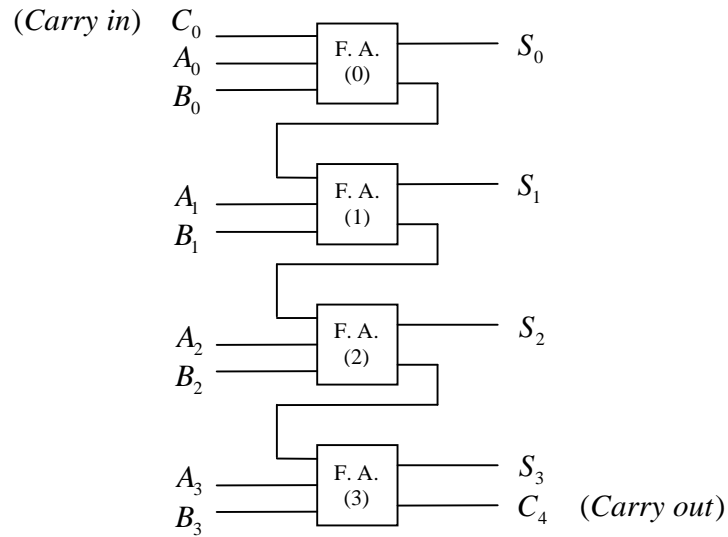 (Carry in) C₀ F. A. S₀
A₀ (0)
B₀
F. A. S₁
A₁ (1)
B₁
F. A. S₂
A₂ (2)
B₂
F. A. S₃
A₃ (3)
B₃ C₄ (Carry out)